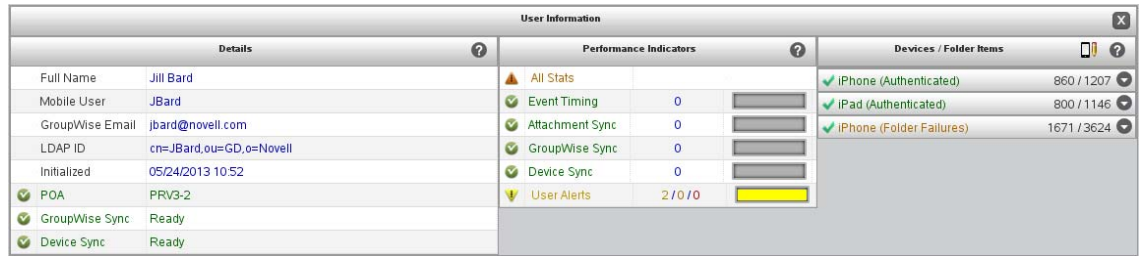 User Information X
Details ?
Full Name Jill Bard
Mobile User JBard
GroupWise Email jbard@novell.com
LDAP ID cn=JBard,ou=GD,o=Novell
Initialized 05/24/2013 10:52
POA PRV3-2
GroupWise Sync Ready
Device Sync Ready
Performance Indicators ?
All Stats
Event Timing 0
Attachment Sync 0
GroupWise Sync 0
Device Sync 0
User Alerts 2/0/0
Devices / Folder Items ?
iPhone (Authenticated) 860 / 1207
iPad (Authenticated) 800 / 1146
iPhone (Folder Failures) 1671 / 3624